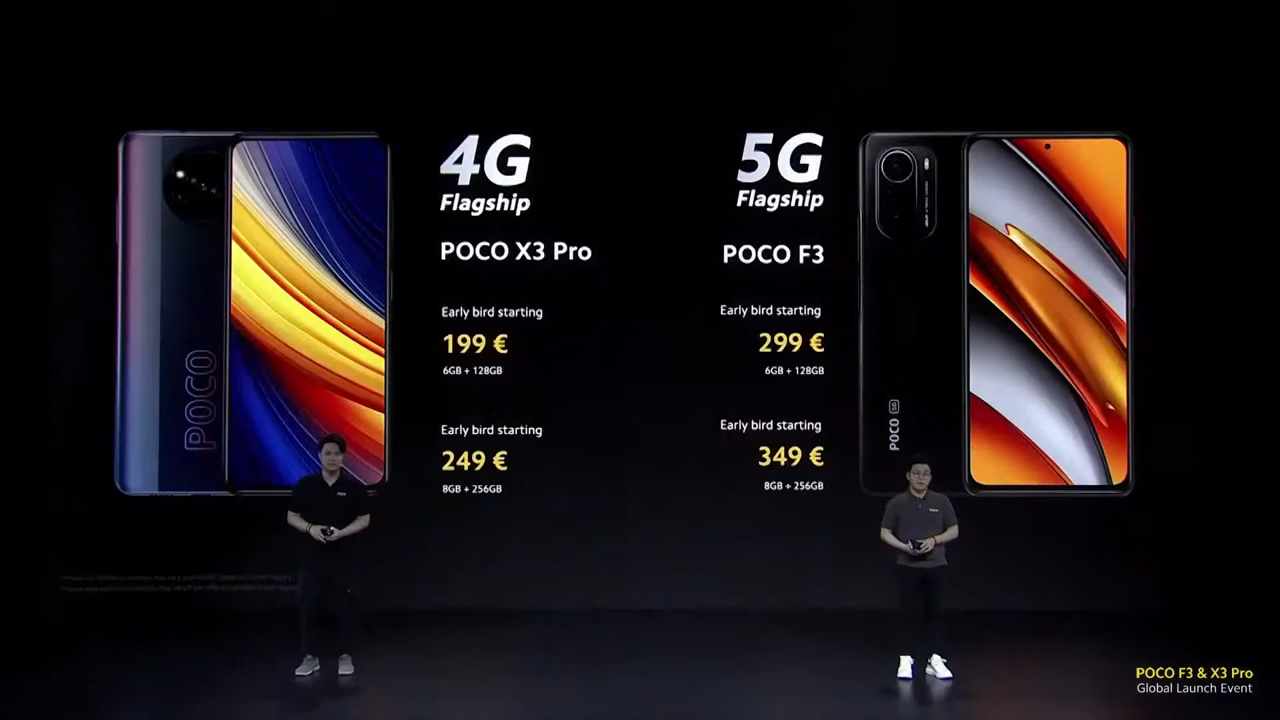 4G
Flagship
POCO X3 Pro
Early bird starting
199 €
6GB + 128GB
Early bird starting
249 €
8GB + 256GB
5G
Flagship
POCO F3
Early bird starting
299 €
6GB + 128GB
Early bird starting
349 €
8GB + 256GB
POCO
POCO 5G
POCO F3 & X3 Pro
Global Launch Event